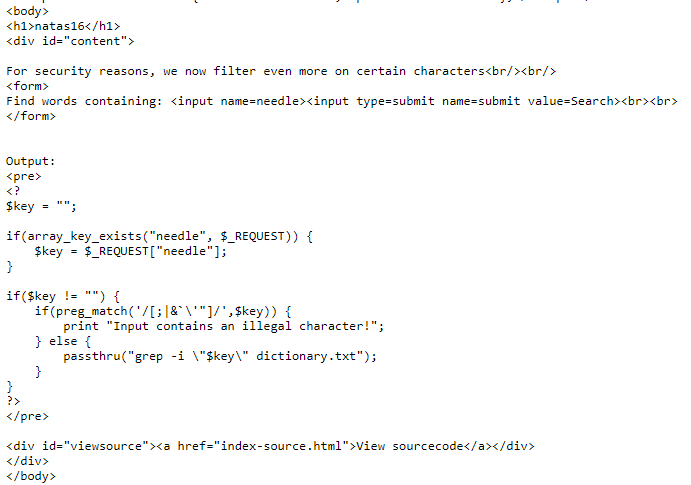 <body>
<h1>natas16</h1>
<div id="content">
For security reasons, we now filter even more on certain characters<br/><br/>
<form>
Find words containing: <input name=needle><input type=submit name=submit value=Search><br><br>
</form>
Output:
<pre>
<?
$key = "";
if(array_key_exists("needle", $_REQUEST)) {
    $key = $_REQUEST["needle"];
}
if($key != "") {
    if(preg_match('/[;|&`\'"]/',$key)) {
        print "Input contains an illegal character!";
    } else {
        passthru("grep -i \"$key\" dictionary.txt");
    }
}
?>
</pre>
<div id="viewsource"><a href="index-source.html">View sourcecode</a></div>
</div>
</body>